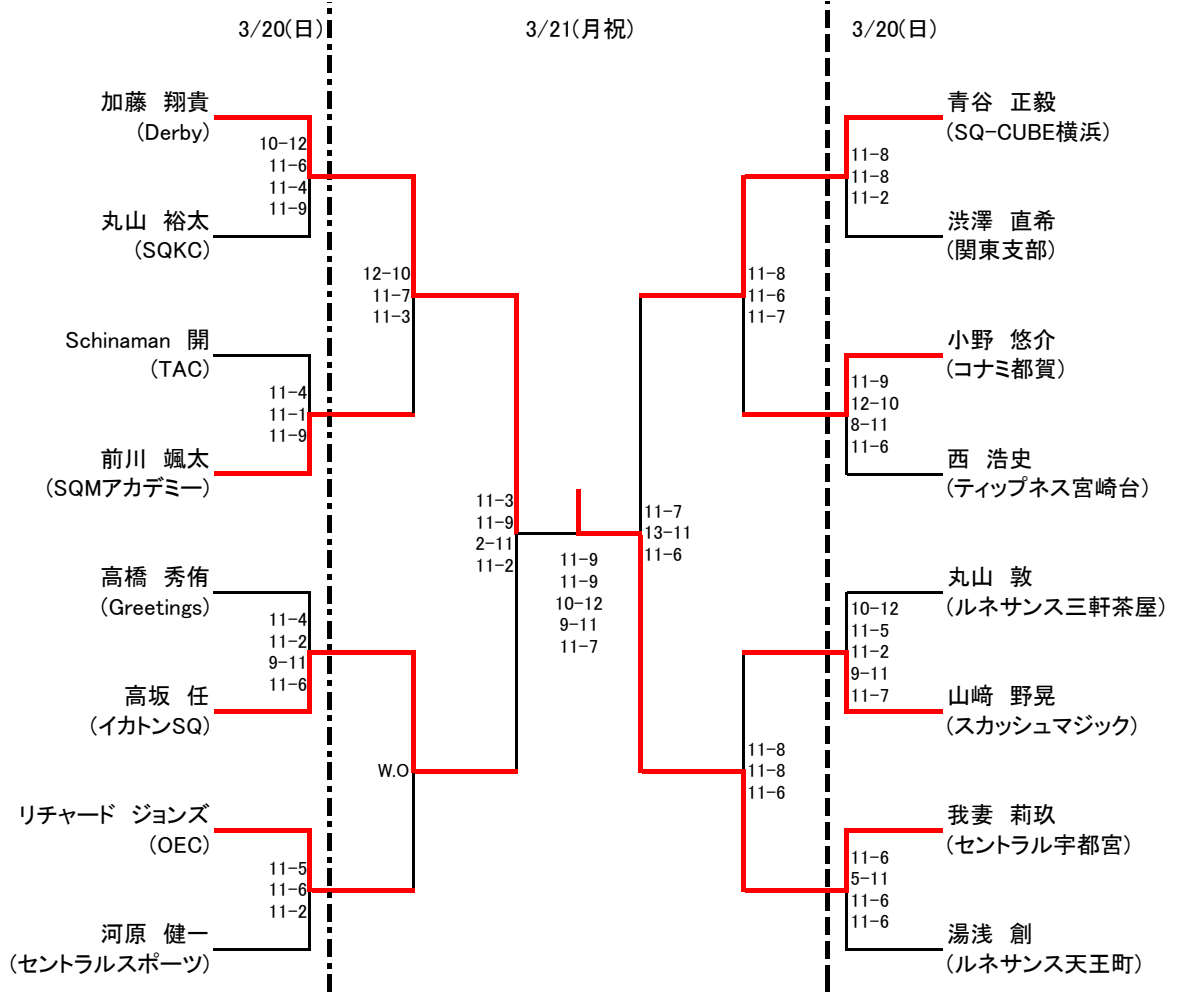 3/20(日)
3/21(月祝)
3/20(日)
加藤　翔貴
(Derby)
10-12
11-6
11-4
11-9
丸山　裕太
(SQKC)
12-10
11-7
11-3
Schinaman　開
(TAC)
11-4
11-1
11-9
前川　颯太
(SQMアカデミー)
11-3
11-9
2-11
11-2
高橋　秀侑
(Greetings)
11-4
11-2
9-11
11-6
高坂　任
(イカトンSQ)
W.O
リチャード　ジョンズ
(OEC)
11-5
11-6
11-2
河原　健一
(セントラルスポーツ)
11-9
11-9
10-12
9-11
11-7
青谷　正毅
(SQ-CUBE横浜)
11-8
11-8
11-2
渋澤　直希
(関東支部)
11-8
11-6
11-7
小野　悠介
(コナミ都賀)
11-9
12-10
8-11
11-6
西　浩史
(ティップネス宮崎台)
11-7
13-11
11-6
丸山　敦
(ルネサンス三軒茶屋)
10-12
11-5
11-2
9-11
11-7
山﨑　野晃
(スカッシュマジック)
11-8
11-8
11-6
我妻　莉玖
(セントラル宇都宮)
11-6
5-11
11-6
11-6
湯浅　創
(ルネサンス天王町)